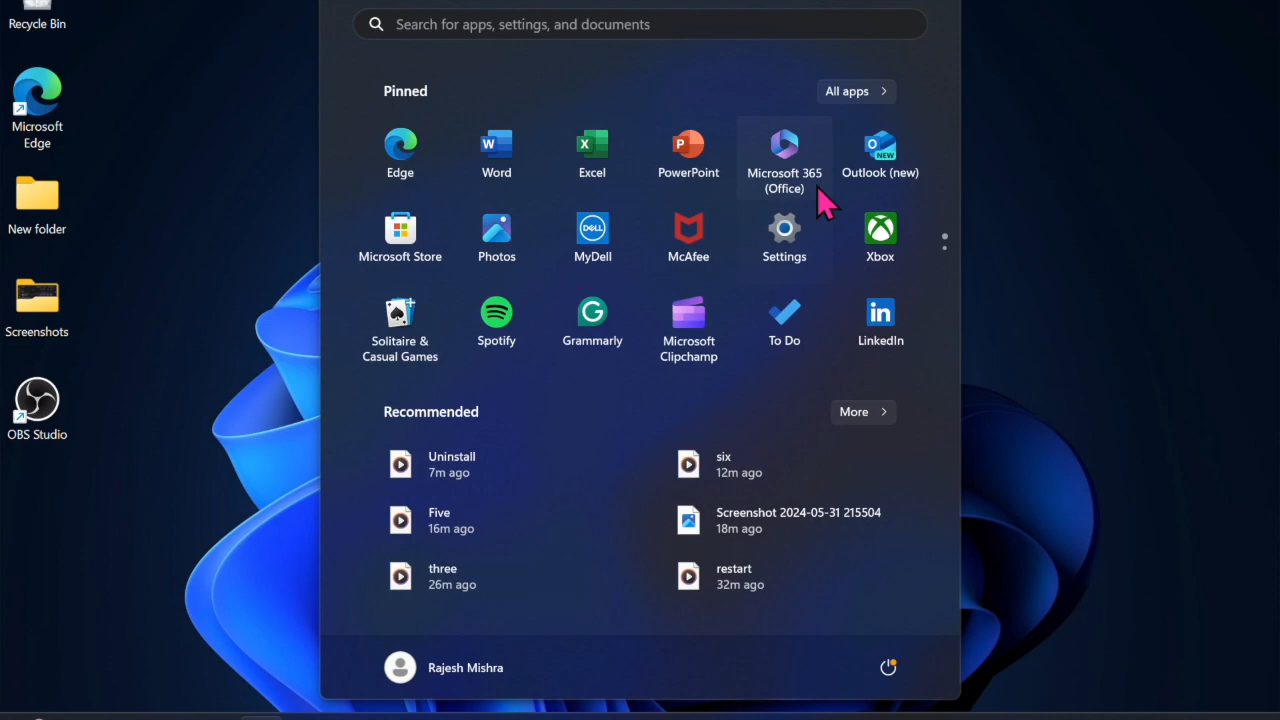 Recycle Bin
Microsoft
Edge
New folder
Screenshots
OBS Studio
Search for apps, settings, and documents
Pinned
All apps
Edge
Word
Excel
PowerPoint
Microsoft 365
(Office)
Outlook (new)
NEW
Microsoft Store
Photos
DELL
MyDell
McAfee
Settings
Xbox
Solitaire &
Casual Games
Spotify
Grammarly
Microsoft
Clipchamp
To Do
LinkedIn
Recommended
More
Uninstall
7m ago
six
12m ago
Five
16m ago
Screenshot 2024-05-31 215504
18m ago
three
26m ago
restart
32m ago
Rajesh Mishra